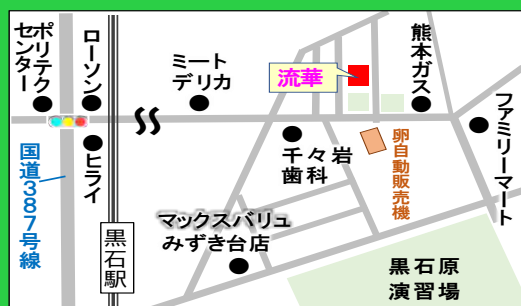 ポリテク
センター
ローソン
ミート
デリカ
流華
熊本ガス
ファミリーマート
ヒライ
千々岩
歯科
卵自動販売機
国道387号線
マックスバリュ
みずき台店
黒石駅
黒石原
演習場